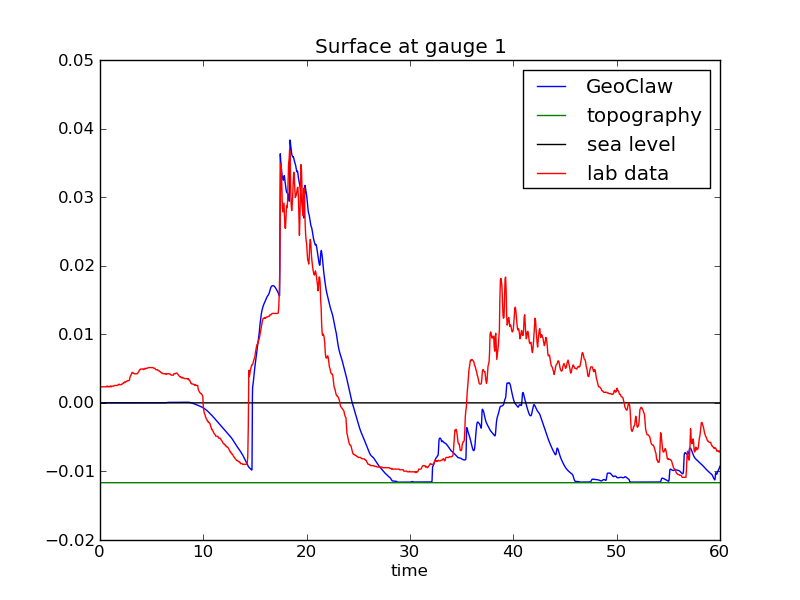 Surface at gauge 1
0.05
0.04
0.03
0.02
0.01
0.00
−0.01
−0.02
GeoClaw
topography
sea level
lab data
0 10 20 30 40 50 60
time